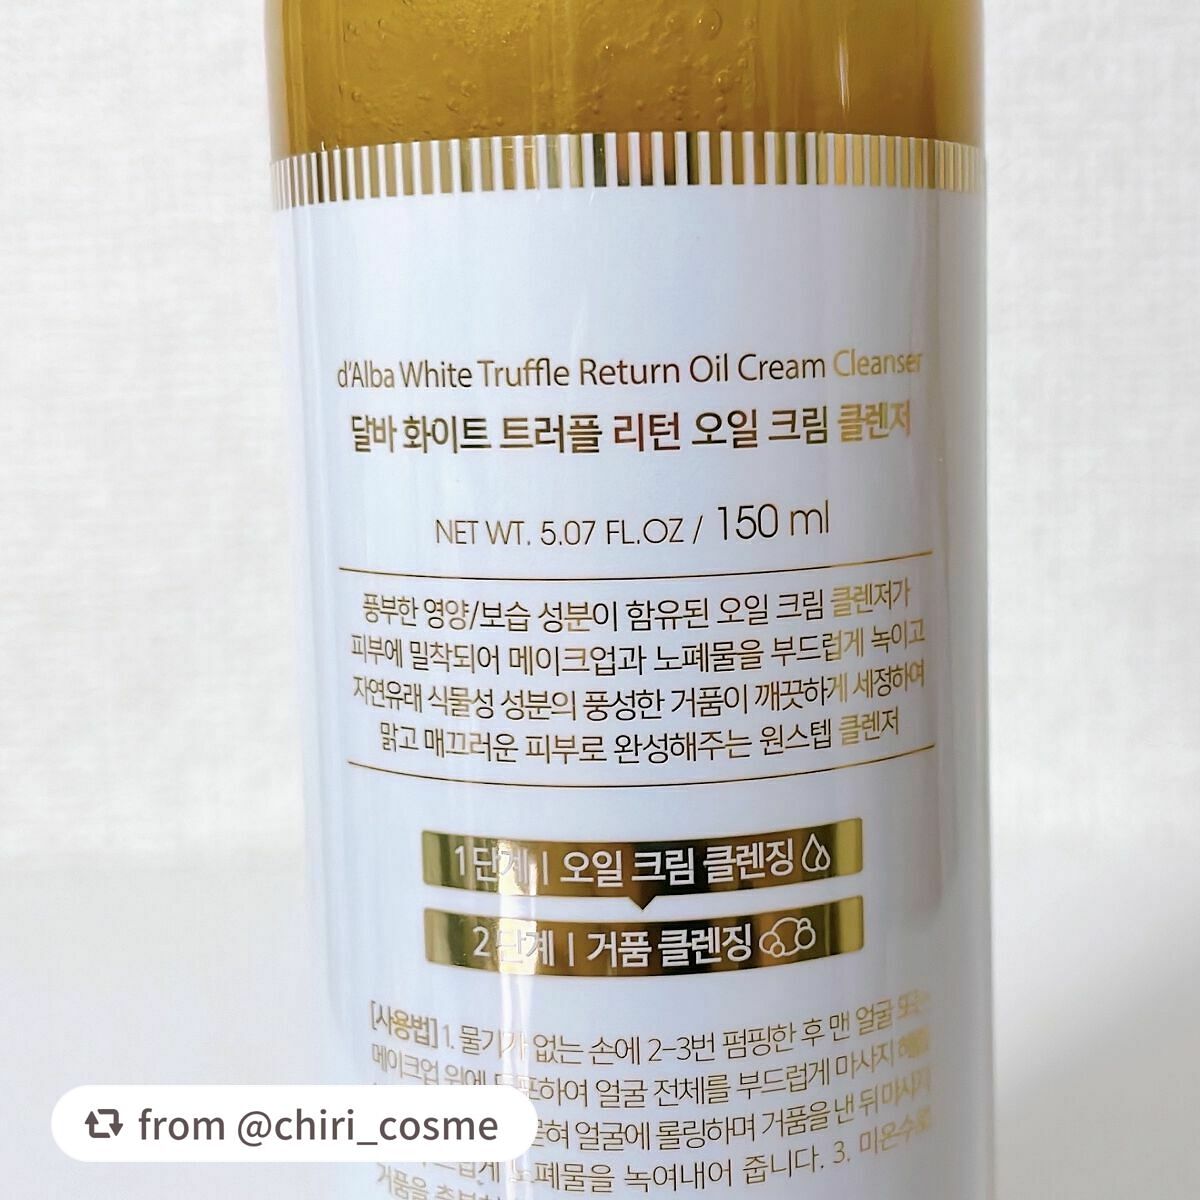 d'Alba White Truffle Return Oil Cream Cleanser
달바 화이트 트러플 리턴 오일 크림 클렌저
NET WT. 5.07 FL.OZ / 150 ml
풍부한 영양/보습 성분이 함유된 오일 크림 클렌저가
피부에 밀착되어 메이크업과 노폐물을 부드럽게 녹이고
자연유래 식물성 성분의 풍성한 거품이 깨끗하게 세정하여
맑고 매끄러운 피부로 완성해주는 원스텝 클렌저
1단계 | 오일 크림 클렌징
2단계 | 거품 클렌징
[사용법] 1. 물기가 없는 손에 2-3번 펌핑한 후 맨 얼굴 또는
메이크업 위에 도포하여 얼굴 전체를 부드럽게 마사지
얼굴에 롤링하며 거품을 낸 뒤 마사지
노폐물을 녹여내어 줍니다. 3. 미온수로
거품을
from @chiri_cosme